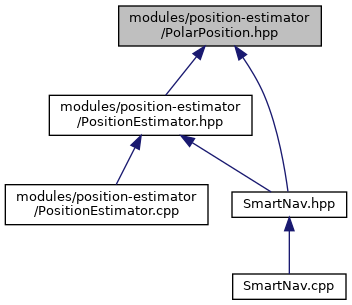 modules/position-estimator
/PolarPosition.hpp
modules/position-estimator
/PositionEstimator.hpp
modules/position-estimator
/PositionEstimator.cpp
SmartNav.hpp
SmartNav.cpp